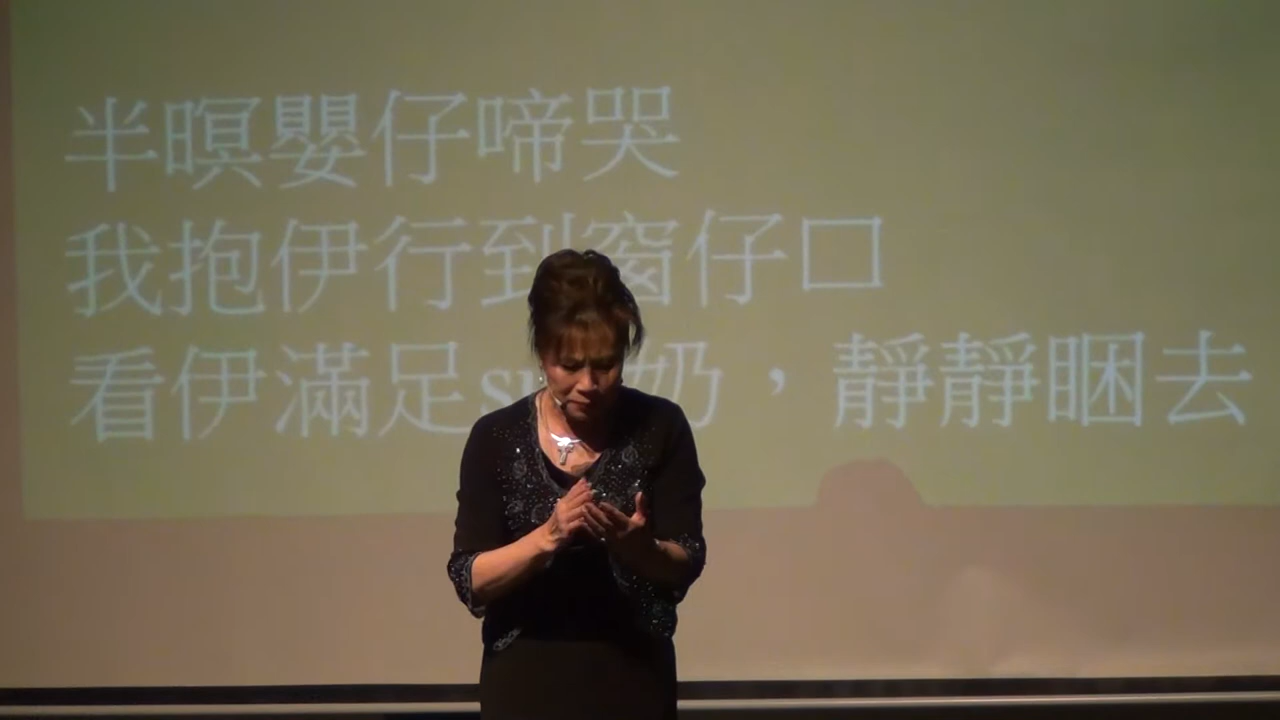 半暝嬰仔啼哭
我抱伊行到窗仔口
看伊滿足 奶，靜靜睏去